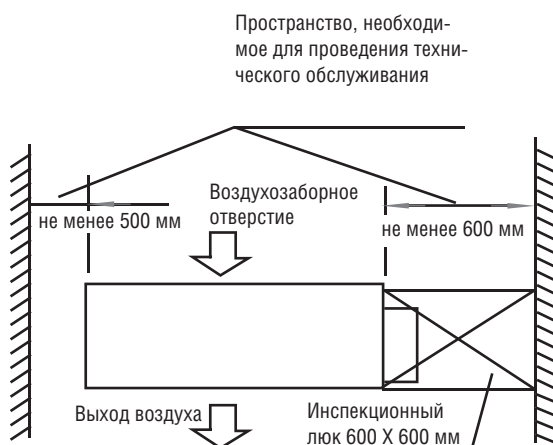 Пространство, необходи-
мое для проведения техни-
ческого обслуживания
Воздухозаборное
отверстие
не менее 500 мм
не менее 600 мм
Выход воздуха
Инспекционный
люк 600 X 600 мм